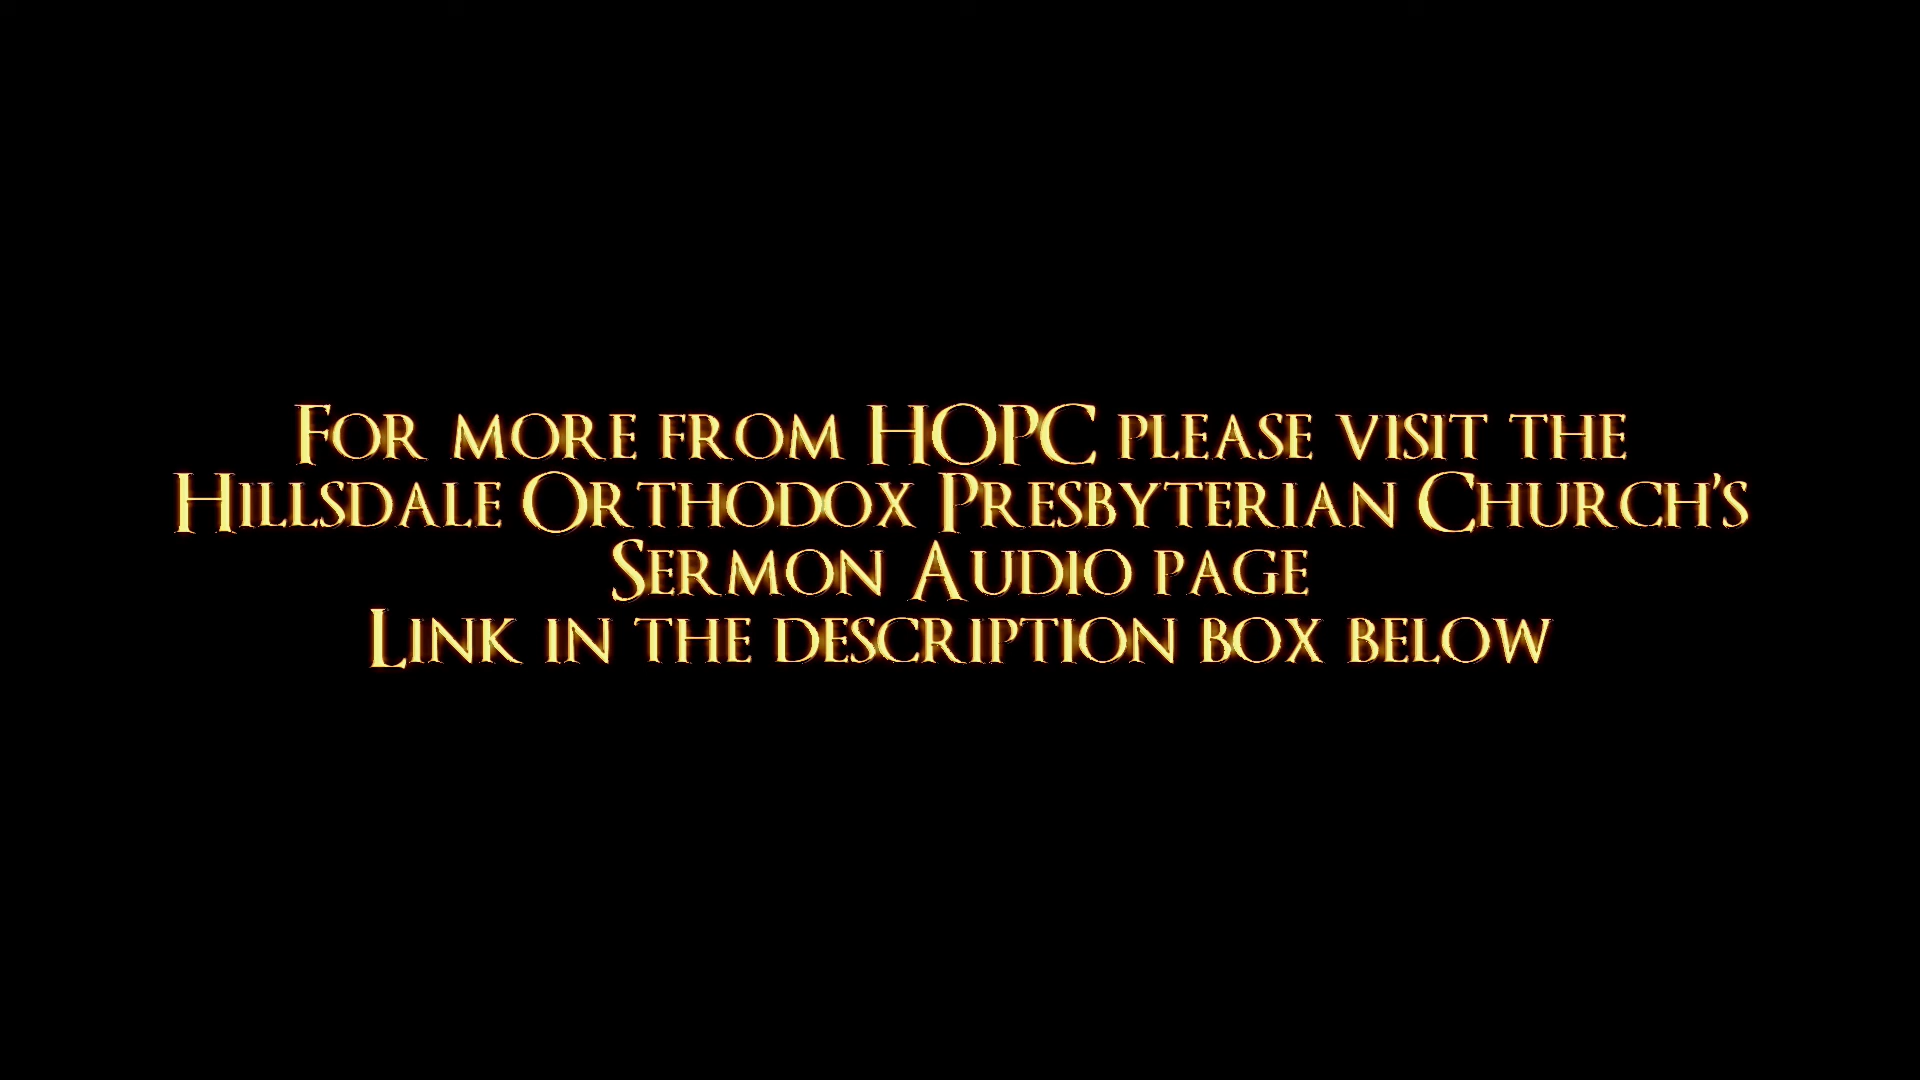 For more from HOPC please visit the
Hillsdale Orthodox Presbyterian Church's
Sermon Audio page
Link in the description box below